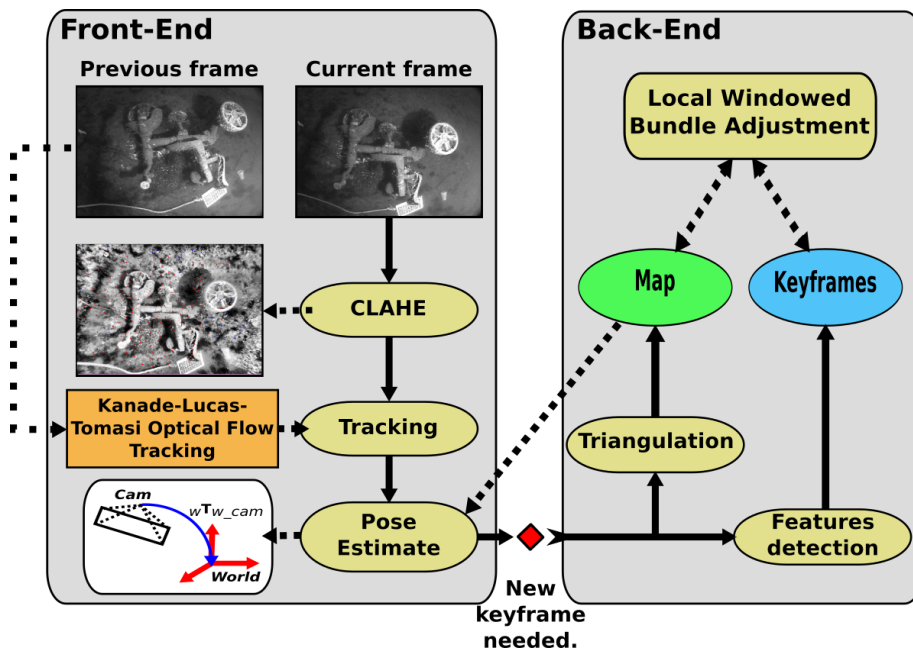 Front-End
Previous frame
Current frame
CLAHE
Kanade-Lucas-
Tomasi Optical Flow
Tracking
Tracking
Cam
wTw_cam
World
Pose
Estimate
New
keyframe
needed.
Back-End
Local Windowed
Bundle Adjustment
Map
Keyframes
Triangulation
Features
detection